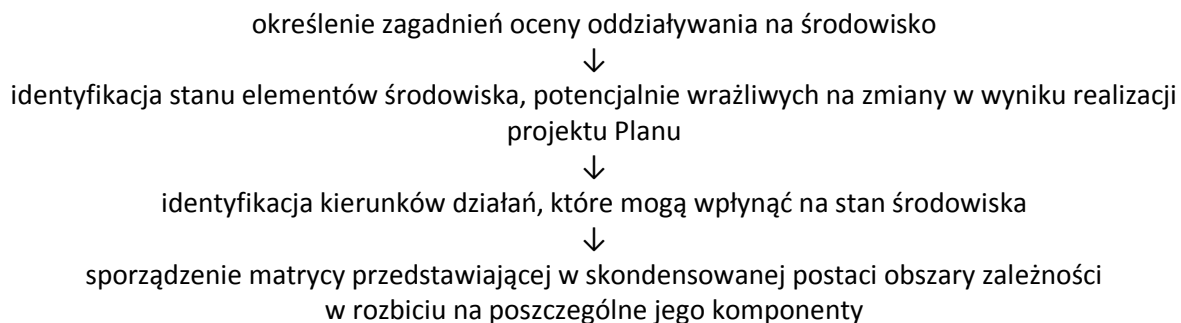 określenie zagadnień oceny oddziaływania na środowisko
↓
identyfikacja stanu elementów środowiska, potencjalnie wrażliwych na zmiany w wyniku realizacji
projektu Planu
↓
identyfikacja kierunków działań, które mogą wpłynąć na stan środowiska
↓
sporządzenie matrycy przedstawiającej w skondensowanej postaci obszary zależności
w rozbiciu na poszczególne jego komponenty